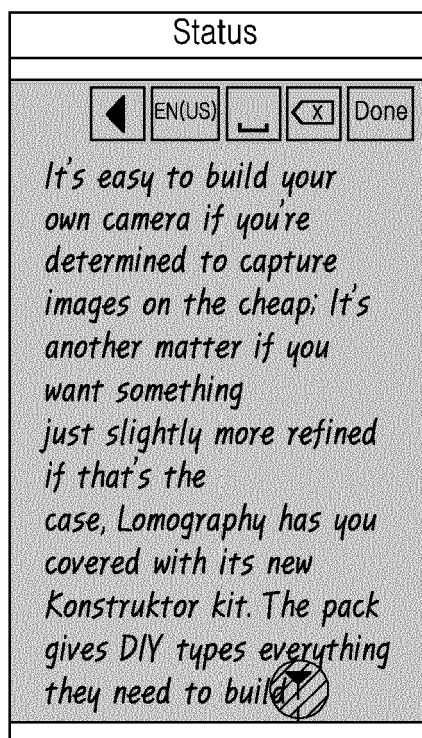 Status
EN(US) X Done
It's easy to build your
own camera if you're
determined to capture
images on the cheap; It's
another matter if you
want something
just slightly more refined
if that's the
case, Lomography has you
covered with its new
Konstruktor kit. The pack
gives DIY types everything
they need to build